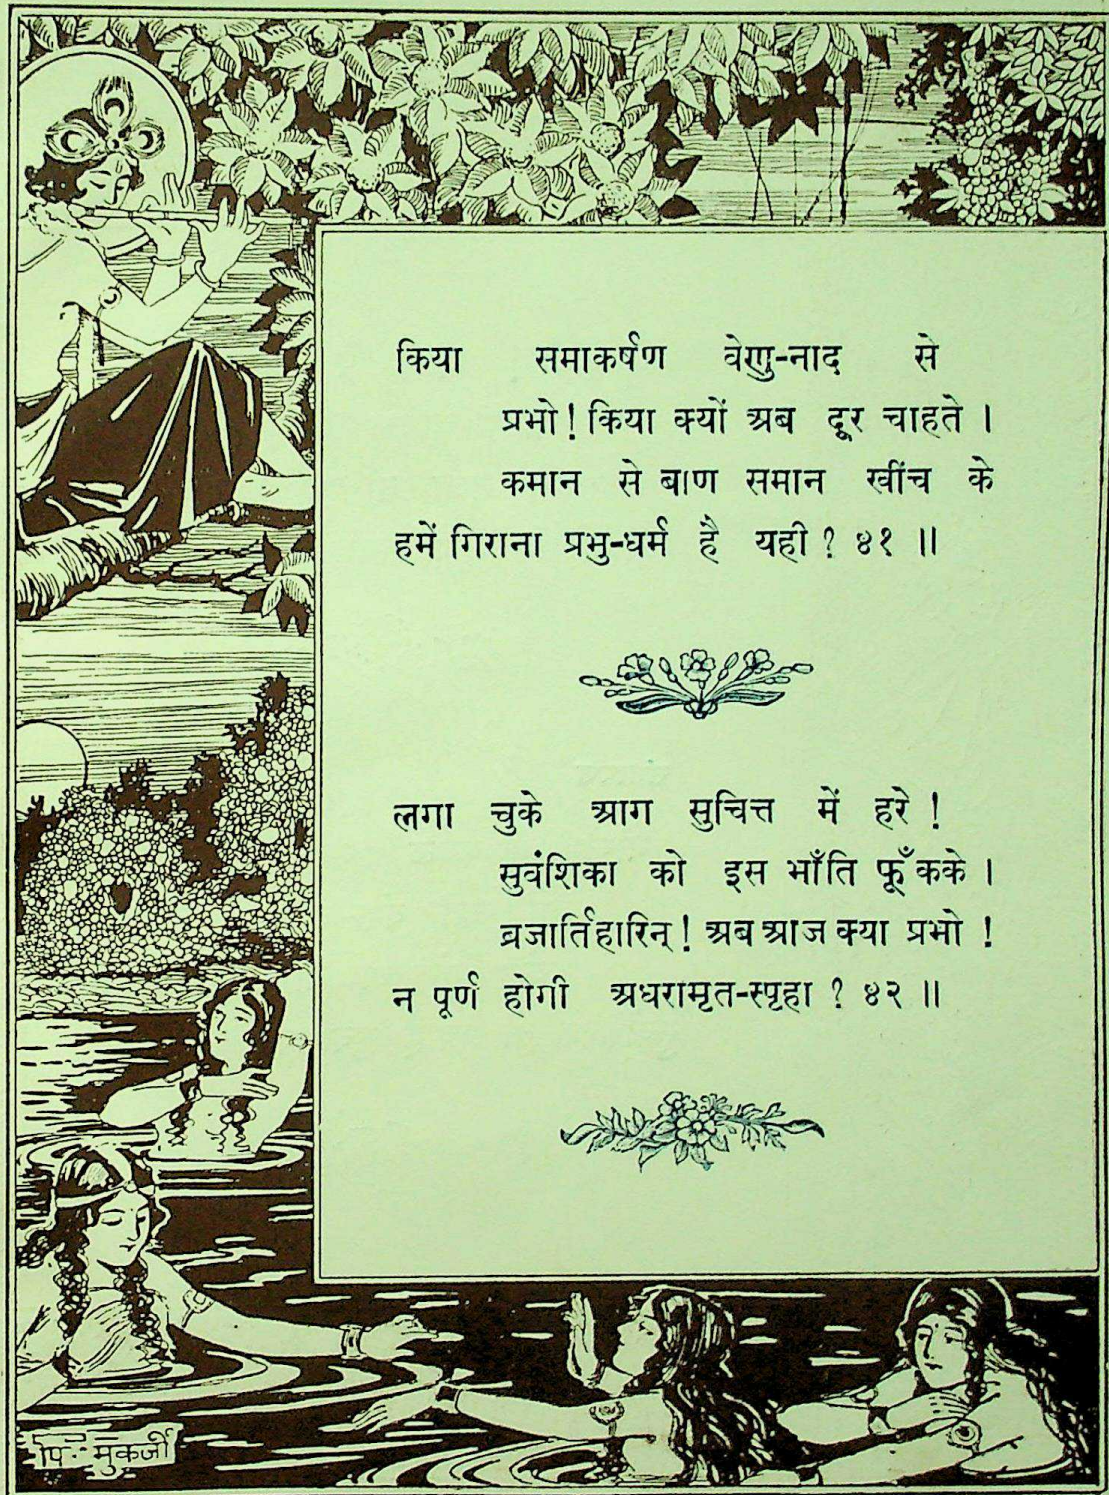 किया समाकर्षण वेणु-नाद से
प्रभो! किया क्यों अब दूर चाहते ।
कमान से बाण समान खींच के
हमें गिराना प्रभु-धर्म है यही ? ४१ ॥
लगा चुके आग सुचित्त में हरे !
सुवंशिका को इस भाँति फूँकके ।
व्रजार्तिहारिन् ! अब आज क्या प्रभो !
न पूर्ण होगी अधरामृत-स्पृहा ? ४२ ॥
पि. मुकर्जी